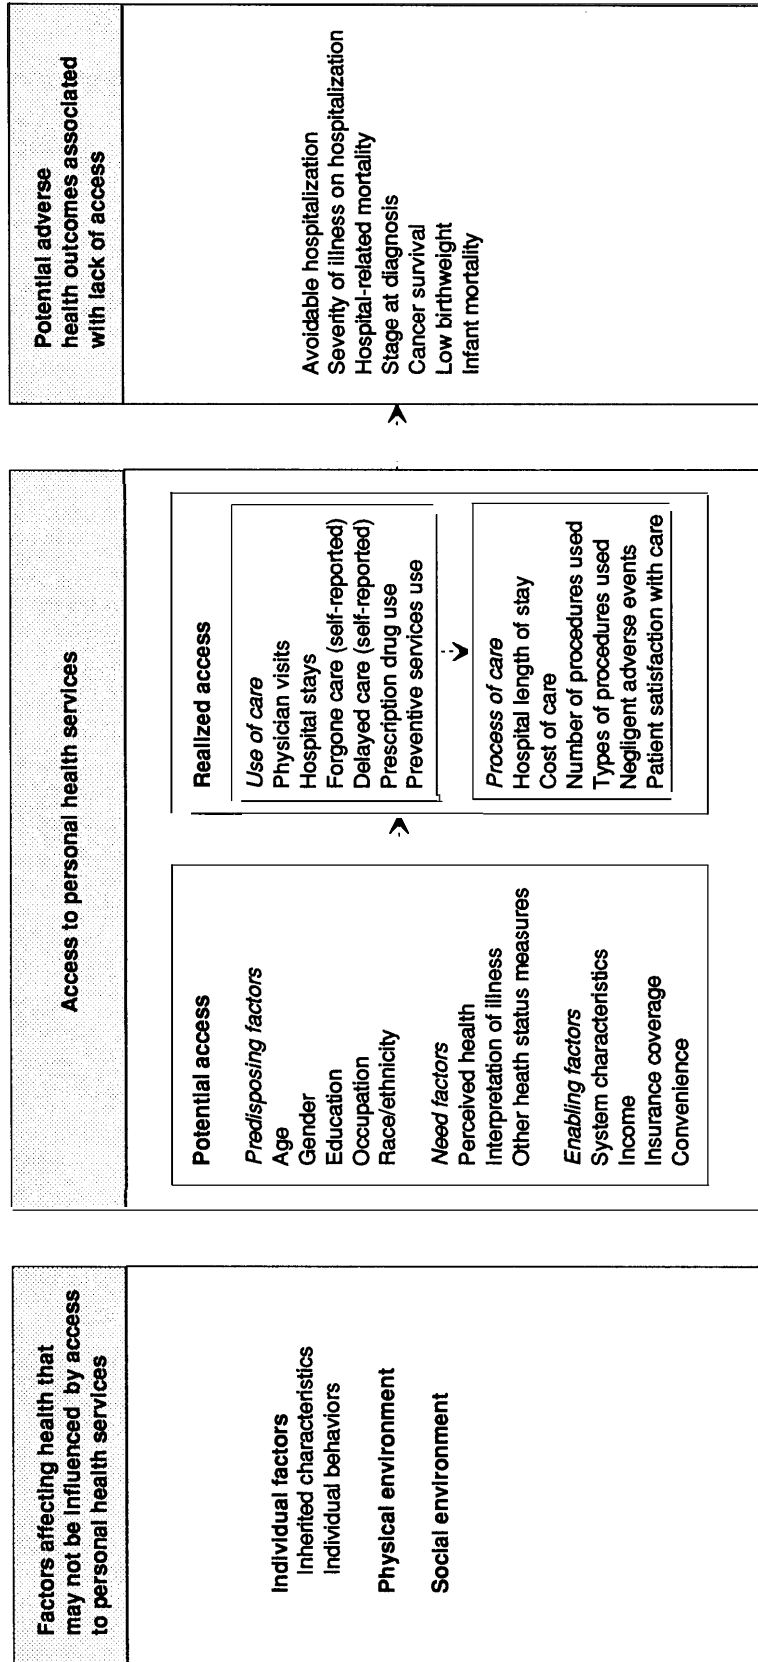 Factors affecting health that
may not be influenced by access
to personal health services
Individual factors
Inherited characteristics
Individual behaviors
Physical environment
Social environment
Access to personal health services
Potential access
Predisposing factors
Age
Gender
Education
Occupation
Race/ethnicity
Need factors
Perceived health
Interpretation of illness
Other heath status measures
Enabling factors
System characteristics
Income
Insurance coverage
Convenience
Realized access
Use of care
Physician visits
Hospital stays
Forgone care (self-reported)
Delayed care (self-reported)
Prescription drug use
Preventive services use
Process of care
Hospital length of stay
Cost of care
Number of procedures used
Types of procedures used
Negligent adverse events
Patient satisfaction with care
Potential adverse
health outcomes associated
with lack of access
Avoidable hospitalization
Severity of illness on hospitalization
Hospital-related mortality
Stage at diagnosis
Cancer survival
Low birthweight
Infant mortality